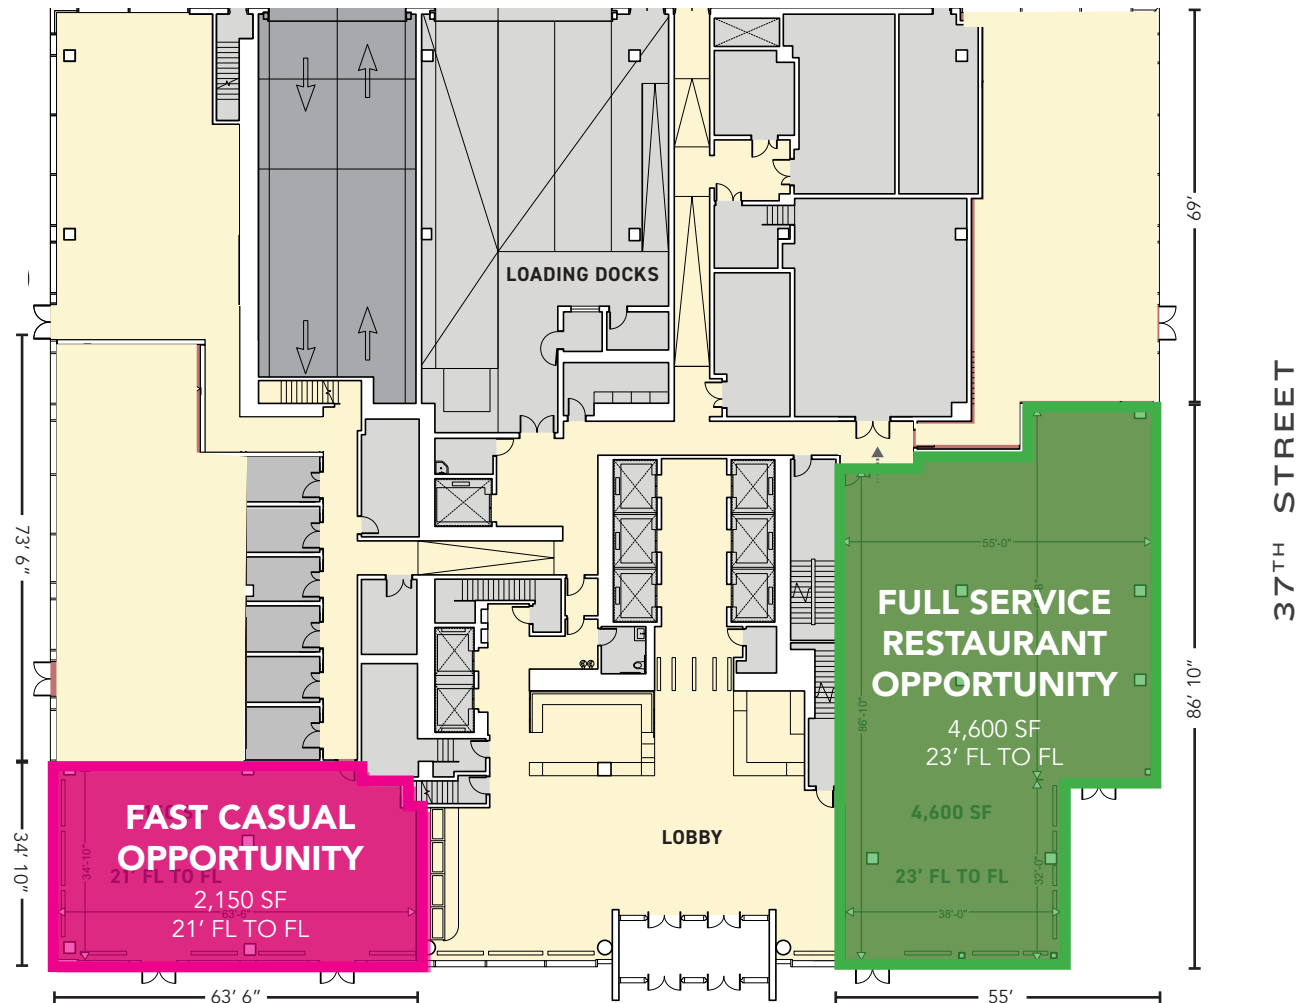 69'
LOADING DOCKS
37TH STREET
73' 6"
55'-0"
FULL SERVICE
RESTAURANT
OPPORTUNITY
4,600 SF
23' FL TO FL
86'-10"
86' 10"
4,600 SF
23' FL TO FL
32'-0"
38'-0"
LOBBY
FAST CASUAL
OPPORTUNITY
2,150 SF
21' FL TO FL
21' FL TO FL
34'-10"
63'-6"
34' 10"
63' 6"
55'